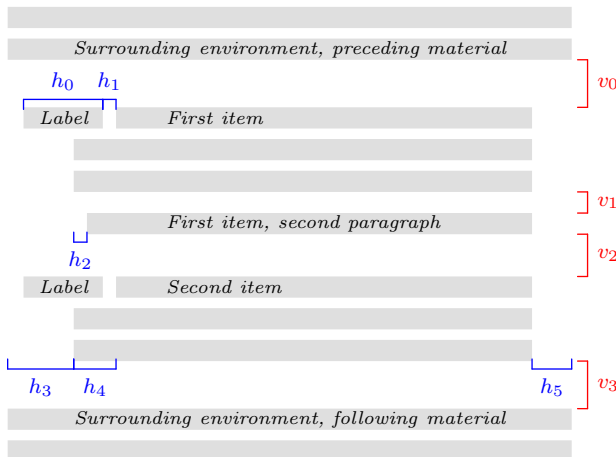 Surrounding environment, preceding material
h₀ h₁ v₀
Label First item
v₁
First item, second paragraph
h₂ v₂
Label Second item
h₃ h₄ h₅ v₃
Surrounding environment, following material